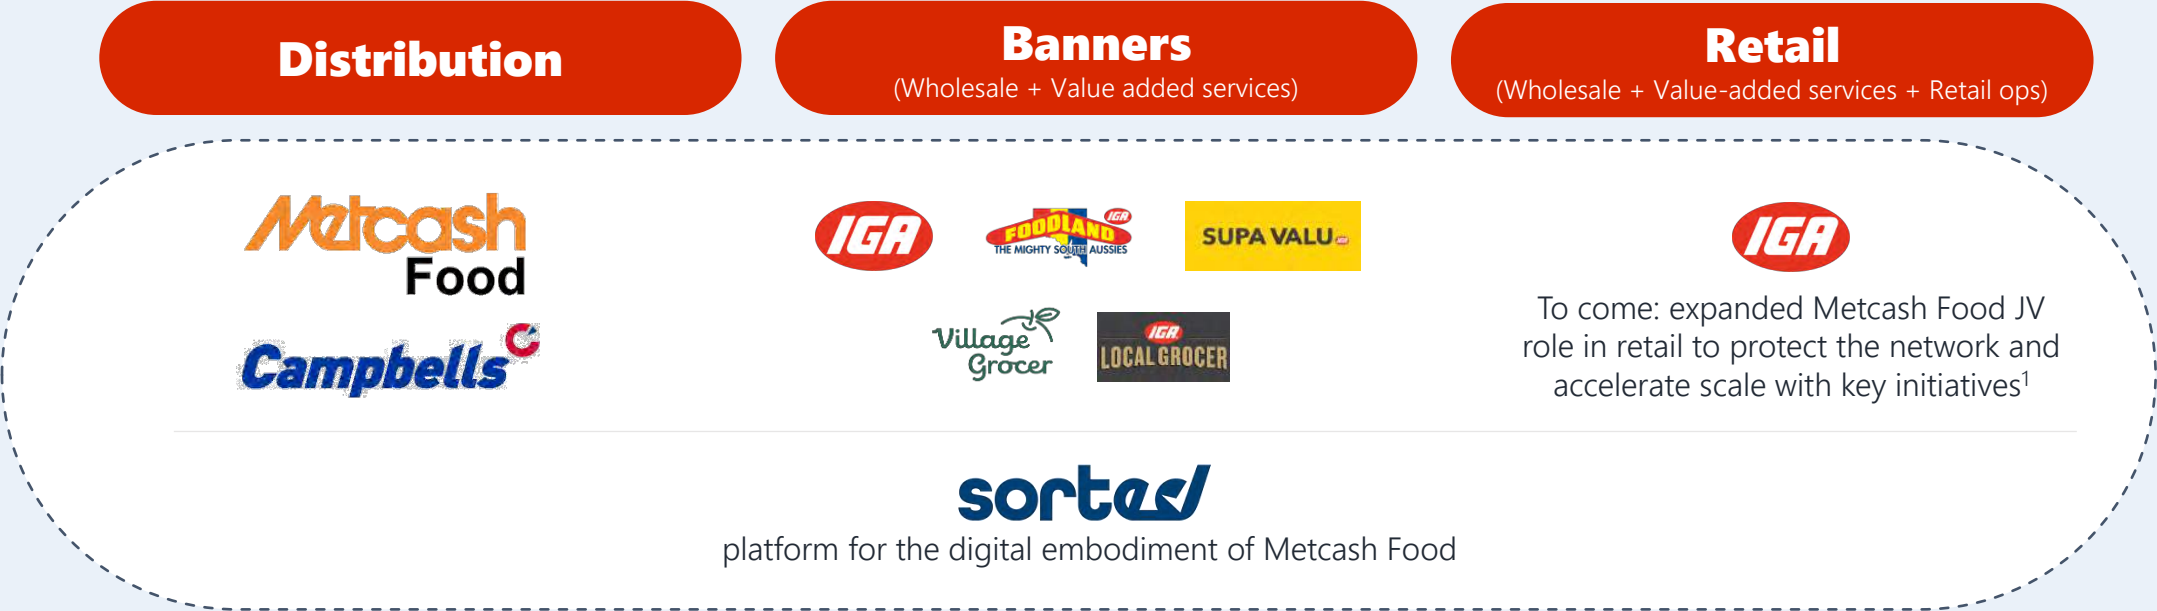 Distribution
Banners
(Wholesale + Value added services)
Retail
(Wholesale + Value-added services + Retail ops)
Metcash
Food
Campbells
IGA
IGA
FOODLAND
THE MIGHTY SOUTH AUSSIES
SUPA VALU
Village
Grocer
IGA
LOCAL GROCER
IGA
To come: expanded Metcash Food JV
role in retail to protect the network and
accelerate scale with key initiatives¹
sorted
platform for the digital embodiment of Metcash Food